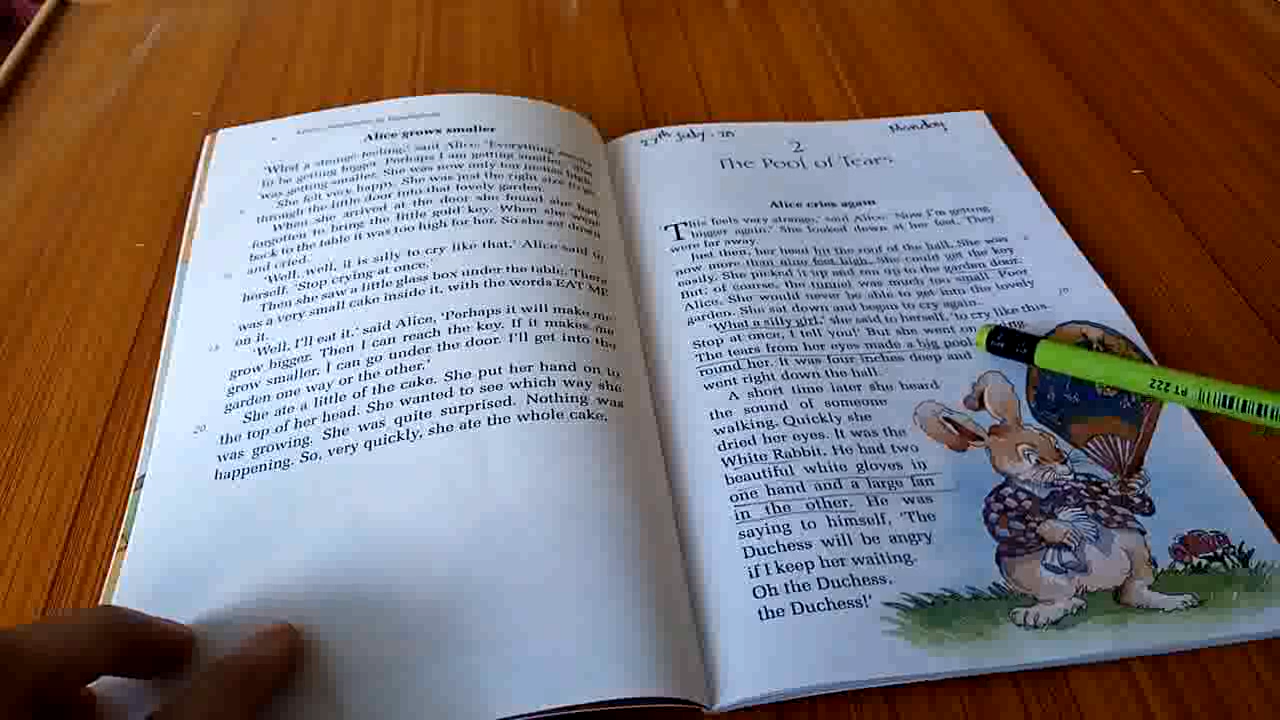 Alice grows smaller
'What a strange feeling,' said Alice. 'Everything
to be getting bigger. Perhaps I am getting smaller.' She
was getting smaller. She was now only ten inches high.
She felt very happy. She was just the right size to go
through the little door into that lovely garden.
When she arrived at the door she found she had
forgotten to bring the little gold key. When she went
back to the table it was too high for her. So she sat down
and cried.
'Well, well, it is silly to cry like that,' Alice said to
herself. 'Stop crying at once.'
Then she saw a little glass box under the table. There
was a very small cake inside it, with the words EAT ME
on it.
15
'Well, I'll eat it,' said Alice, 'Perhaps it will make me
grow bigger. Then I can reach the key. If it makes me
grow smaller, I can go under the door. I'll get into the
garden one way or the other.'
She ate a little of the cake. She put her hand on to
20
the top of her head. She wanted to see which way she
was growing. She was quite surprised. Nothing was
happening. So, very quickly, she ate the whole cake.
27th July - 20
Monday
2
The Pool of Tears
Alice cries again
This feels very strange,' said Alice. 'Now I'm getting
bigger again!' She looked down at her feet. They
were far away.
Just then, her head hit the roof of the hall. She was
now more than nine feet high. She could get the key
easily. She picked it up and ran up to the garden door.
But, of course, the tunnel was much too small. Poor
Alice. She would never be able to get into the lovely
10
garden. She sat down and began to cry again.
'What a silly girl,' she said to herself, 'to cry like this.
Stop at once, I tell you!' But she went on
The tears from her eyes made a big pool
round her. It was four inches deep and
went right down the hall.
A short time later she heard
the sound of someone
walking. Quickly she
dried her eyes. It was the
White Rabbit. He had two
beautiful white gloves in
one hand and a large fan
in the other. He was
saying to himself, 'The
Duchess will be angry
if I keep her waiting.
Oh the Duchess,
the Duchess!'
PT 222